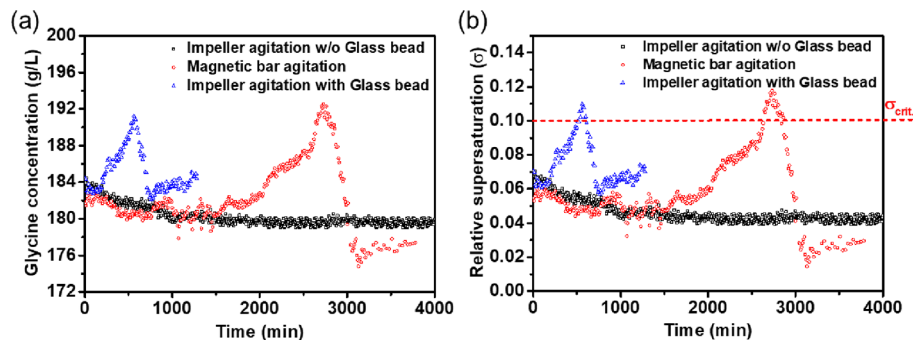 (a)
200
196
192
188
184
180
176
172
Glycine concentration (g/L)
Impeller agitation w/o Glass bead
Magnetic bar agitation
Impeller agitation with Glass bead
0
1000
2000
3000
4000
Time (min)
(b)
0.14
0.12
0.10
0.08
0.06
0.04
0.02
0.00
Relative supersaturation (σ)
Impeller agitation w/o Glass bead
Magnetic bar agitation
Impeller agitation with Glass bead
σcrit.
0
1000
2000
3000
4000
Time (min)